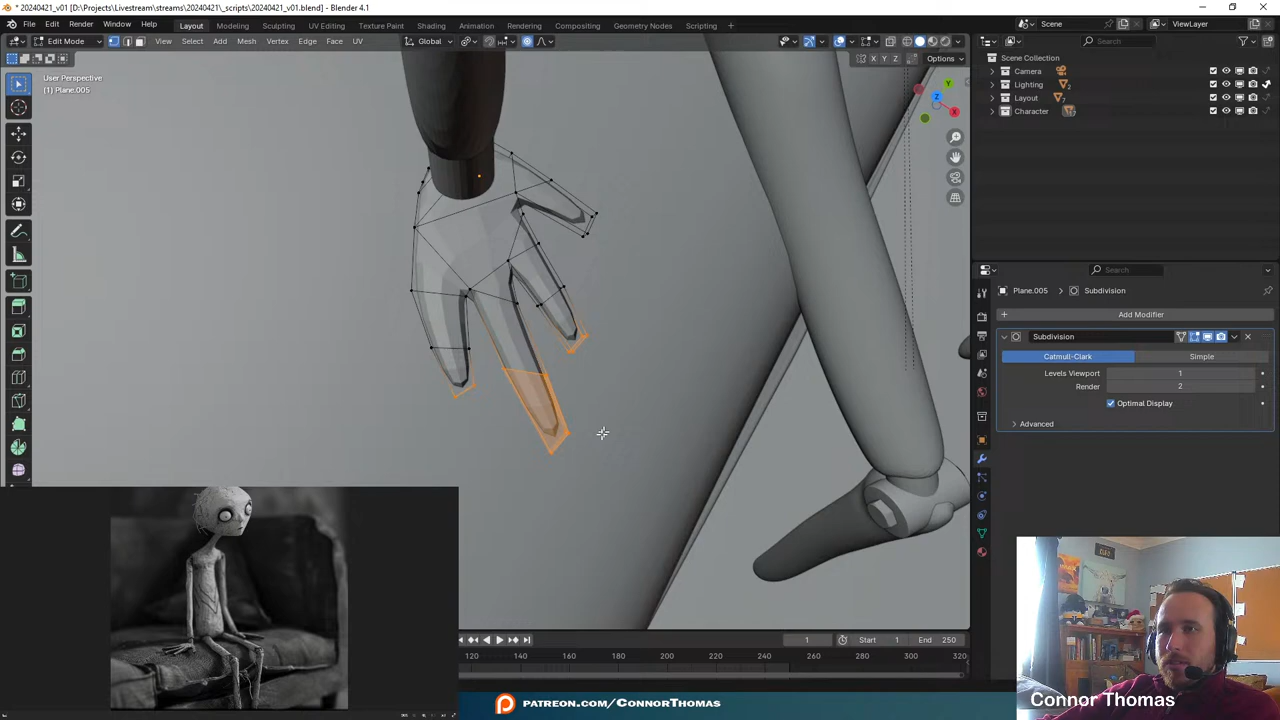 * 20240421_v01 [D:\Projects\Livestream\streams\20240421\_scripts\20240421_v01.blend] - Blender 4.1
File Edit Render Window Help Layout Modeling Sculpting UV Editing Texture Paint Shading Animation Rendering Compositing Geometry Nodes Scripting + Scene ViewLayer
Edit Mode View Select Add Mesh Vertex Edge Face UV Global Search
X Y Z Options
User Perspective
(1) Plane.005
Z
Y
X
Scene Collection
Camera
Lighting
Layout
Character
Search
Plane.005 > Subdivision
Add Modifier
Subdivision
Catmull-Clark Simple
Levels Viewport 1
Render 2
Optimal Display
Advanced
1 Start 1 End 250
120 140 160 180 200 220 240 260 280 300 320
PATREON.COM/CONNORTHOMAS
Connor Thomas